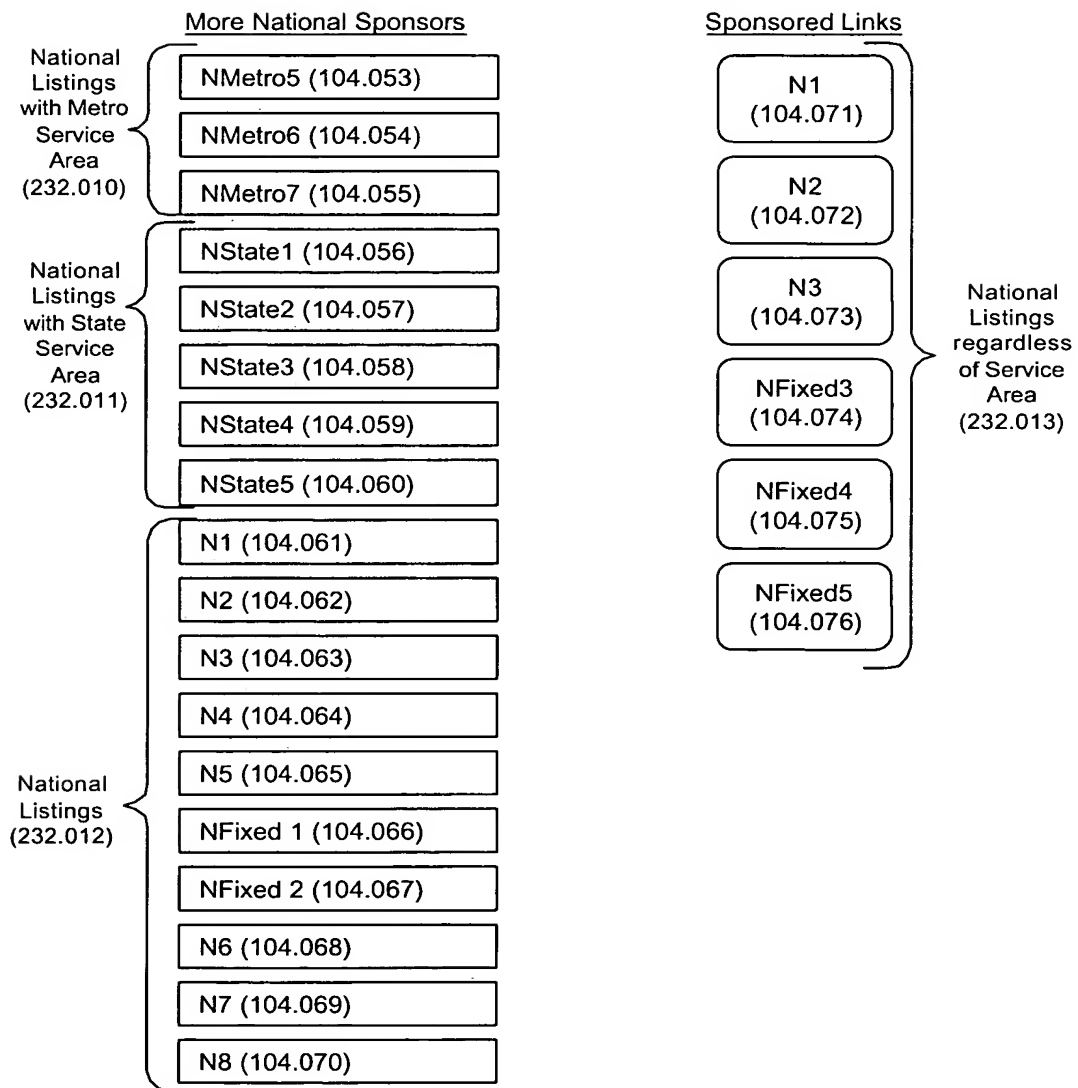 More National Sponsors
National
Listings
with Metro
Service
Area
(232.010)
NMetro5 (104.053)
NMetro6 (104.054)
NMetro7 (104.055)
National
Listings
with State
Service
Area
(232.011)
NState1 (104.056)
NState2 (104.057)
NState3 (104.058)
NState4 (104.059)
NState5 (104.060)
National
Listings
(232.012)
N1 (104.061)
N2 (104.062)
N3 (104.063)
N4 (104.064)
N5 (104.065)
NFixed 1 (104.066)
NFixed 2 (104.067)
N6 (104.068)
N7 (104.069)
N8 (104.070)
Sponsored Links
N1
(104.071)
N2
(104.072)
N3
(104.073)
NFixed3
(104.074)
NFixed4
(104.075)
NFixed5
(104.076)
National
Listings
regardless
of Service
Area
(232.013)